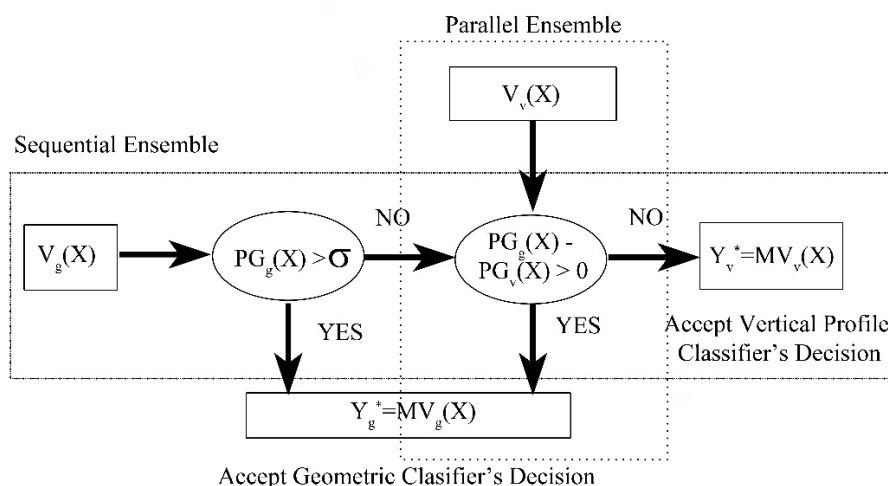 Parallel Ensemble
V_v(X)
Sequential Ensemble
V_g(X)
PG_g(X) > σ
NO
PG_g(X) -
PG_v(X) > 0
NO
Y_v^*=MV_v(X)
YES
YES
Accept Vertical Profile
Classifier's Decision
Y_g^*=MV_g(X)
Accept Geometric Clasifier's Decision